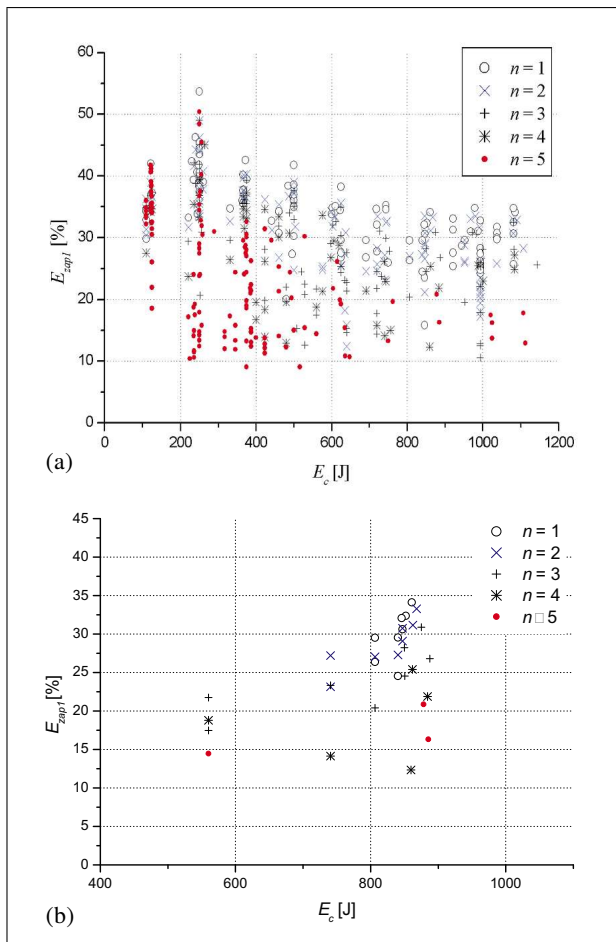 60
50
40
30
20
10
0
E_zap1 [%]
n = 1
n = 2
n = 3
n = 4
n = 5
0 200 400 600 800 1000 1200
(a)
E_c [J]
45
40
35
30
25
20
15
10
5
0
E_zap1 [%]
n = 1
n = 2
n = 3
n = 4
n □ 5
400 600 800 1000
(b)
E_c [J]